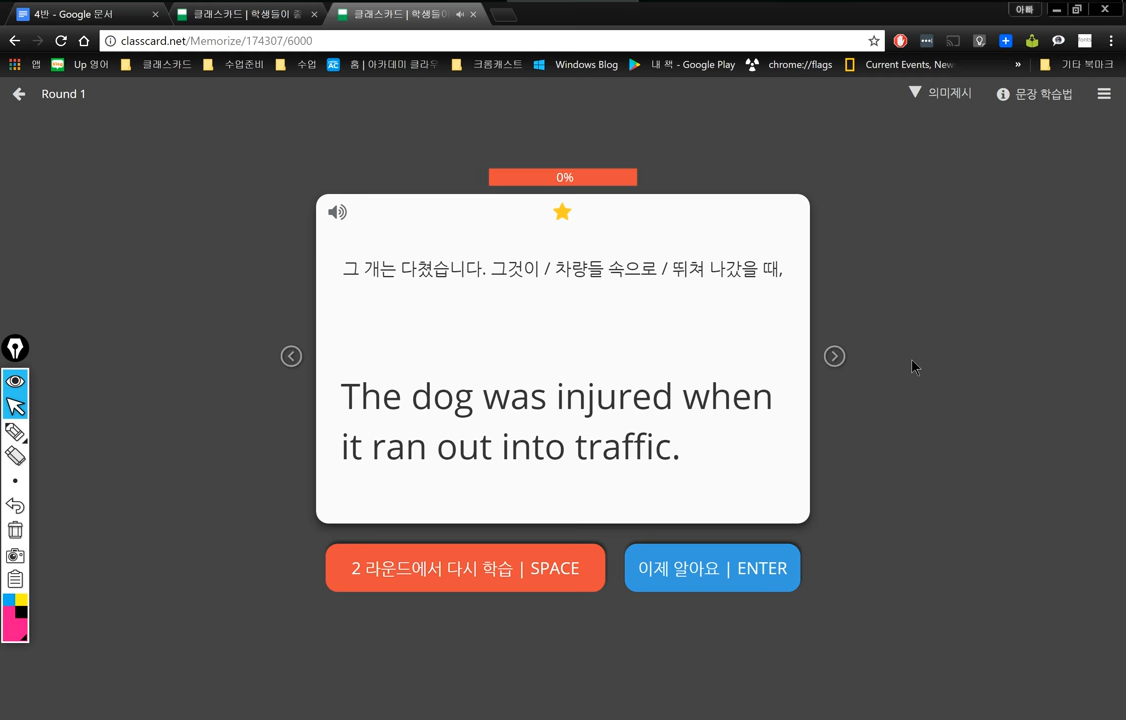 4반 - Google 문서
클래스카드 | 학생들이 좋
클래스카드 | 학생들이
아빠
classcard.net/Memorize/174307/6000
앱 Up 영어 클래스카드 수업준비 수업 홈 | 아카데미 클라우 크롬캐스트 Windows Blog 내 책 - Google Play chrome://flags Current Events, New » 기타 북마크
Round 1 의미제시 문장 학습법
0%
그 개는 다쳤습니다. 그것이 / 차량들 속으로 / 뛰쳐 나갔을 때,
The dog was injured when
it ran out into traffic.
2 라운드에서 다시 학습 | SPACE 이제 알아요 | ENTER